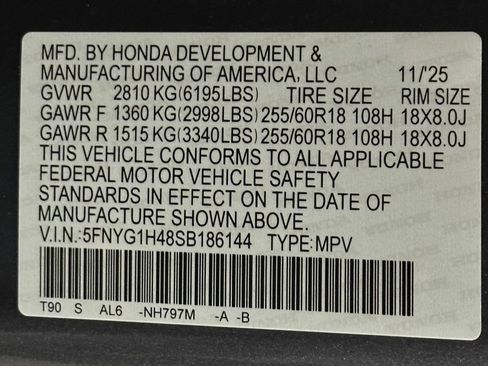 MFD. BY HONDA DEVELOPMENT &
MANUFACTURING OF AMERICA, LLC 11/'25
GVWR 2810 KG(6195LBS) TIRE SIZE RIM SIZE
GAWR F 1360 KG(2998LBS) 255/60R18 108H 18X8.0J
GAWR R 1515 KG(3340LBS) 255/60R18 108H 18X8.0J
THIS VEHICLE CONFORMS TO ALL APPLICABLE
FEDERAL MOTOR VEHICLE SAFETY
STANDARDS IN EFFECT ON THE DATE OF
MANUFACTURE SHOWN ABOVE.
V.I.N.:5FNYG1H48SB186144 TYPE:MPV
T90 S AL6 -NH797M -A -B